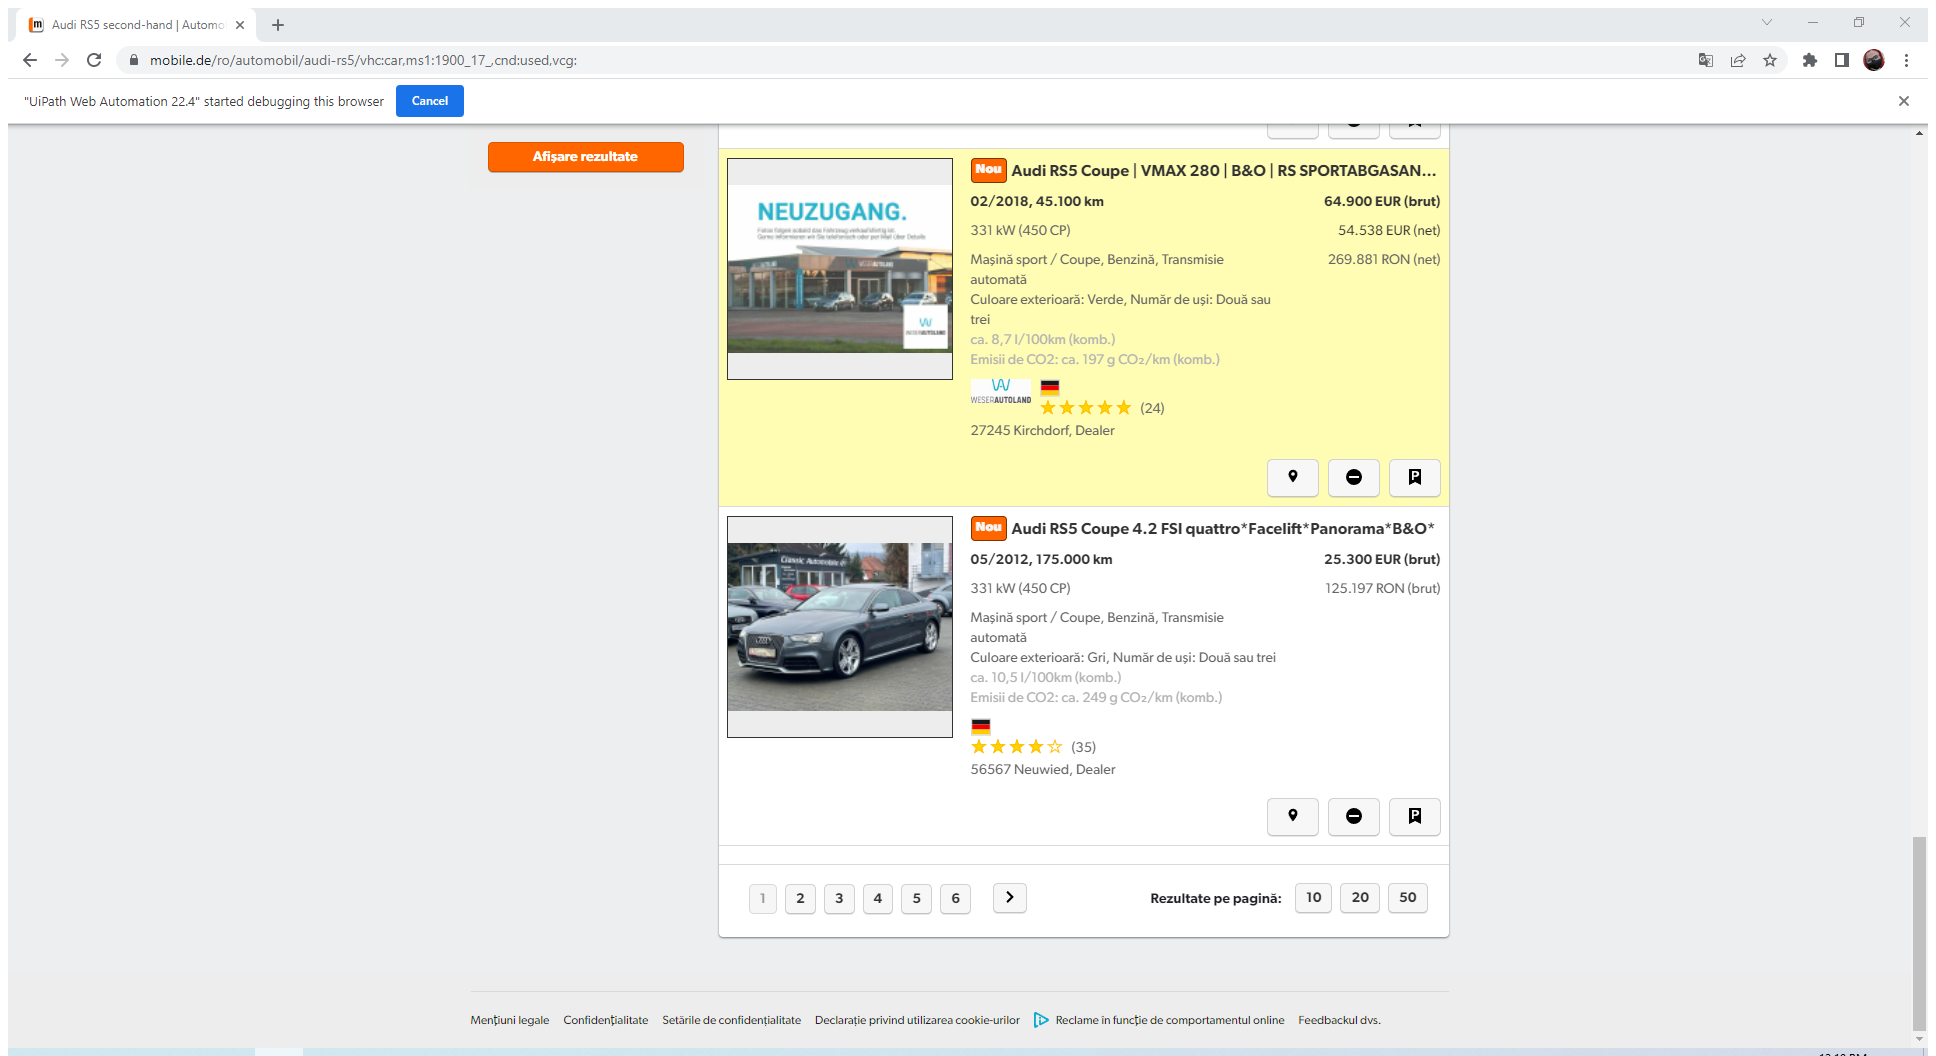 Audi RS5 second-hand | Automo
mobile.de/ro/automobil/audi-rs5/vhc:car,ms1:1900_17_,cnd:used,vcg:
"UiPath Web Automation 22.4" started debugging this browser
Cancel
Afișare rezultate
NEUZUGANG.
WESERAUTOLAND
Nou Audi RS5 Coupe | VMAX 280 | B&O | RS SPORTABGASAN...
02/2018, 45.100 km
64.900 EUR (brut)
331 kW (450 CP)
54.538 EUR (net)
Mașină sport / Coupe, Benzină, Transmisie
269.881 RON (net)
automată
Culoare exterioară: Verde, Număr de uși: Două sau
trei
ca. 8,7 l/100km (komb.)
Emisii de CO2: ca. 197 g CO₂/km (komb.)
WESERAUTOLAND
(24)
27245 Kirchdorf, Dealer
Classic Automobile
Nou Audi RS5 Coupe 4.2 FSI quattro*Facelift*Panorama*B&O*
05/2012, 175.000 km
25.300 EUR (brut)
331 kW (450 CP)
125.197 RON (brut)
Mașină sport / Coupe, Benzină, Transmisie
automată
Culoare exterioară: Gri, Număr de uși: Două sau trei
ca. 10,5 l/100km (komb.)
Emisii de CO2: ca. 249 g CO₂/km (komb.)
(35)
56567 Neuwied, Dealer
1 2 3 4 5 6
Rezultate pe pagină: 10 20 50
Mențiuni legale Confidențialitate Setările de confidențialitate Declarație privind utilizarea cookie-urilor Reclame în funcție de comportamentul online Feedbackul dvs.